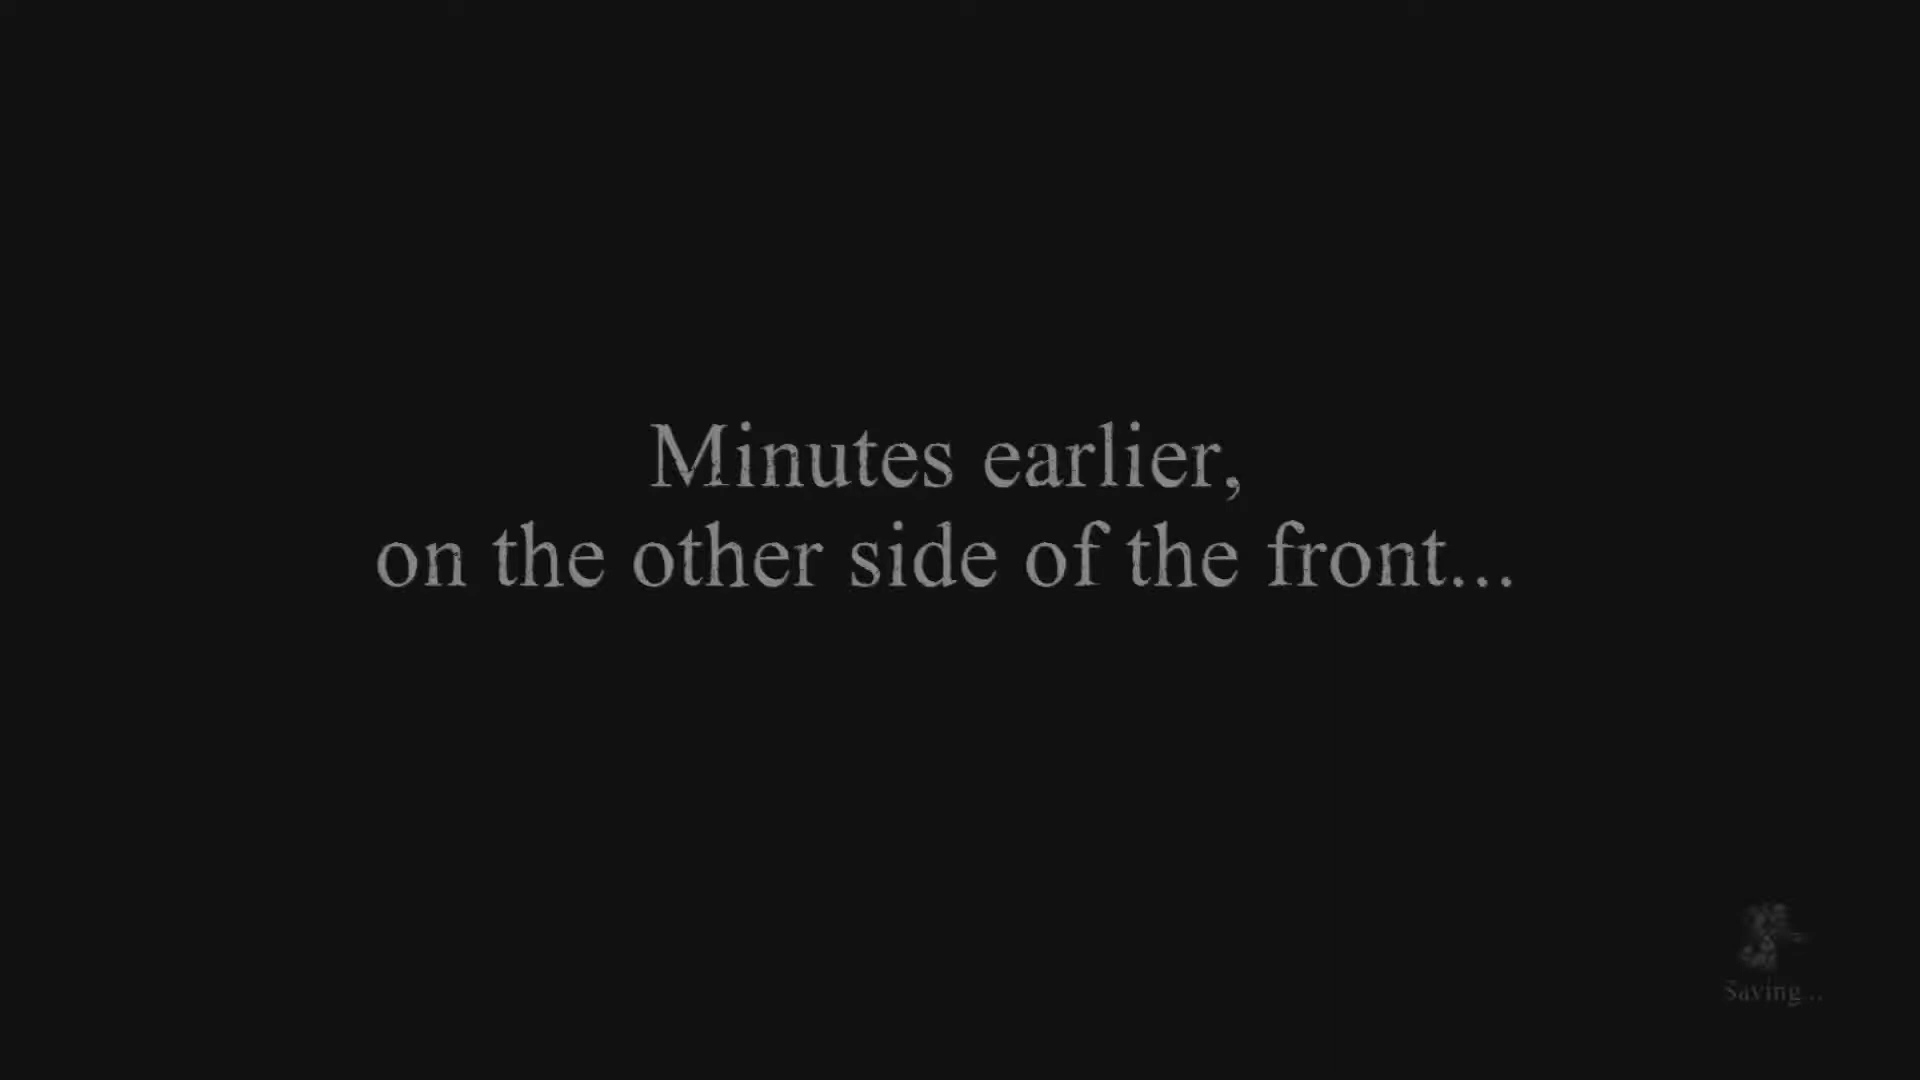 Minutes earlier,
on the other side of the front...
Saving...